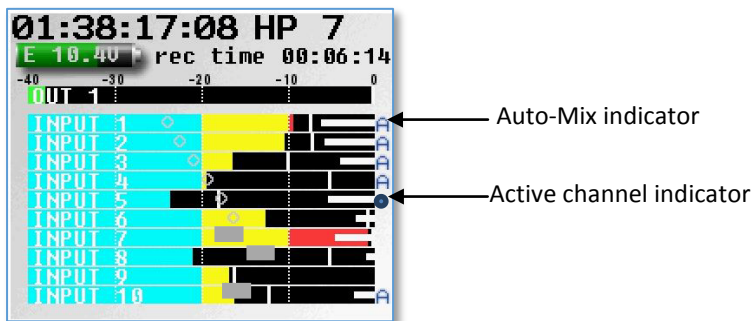 01:38:17:08 HP 7
E 10.4V rec time 00:06:14
-40 -30 -20 -10 0
OUT 1
INPUT 1 A
INPUT 2 A
INPUT 3 A
INPUT 4 A
INPUT 5
INPUT 6
INPUT 7
INPUT 8
INPUT 9
INPUT 10 A
Auto-Mix indicator
Active channel indicator